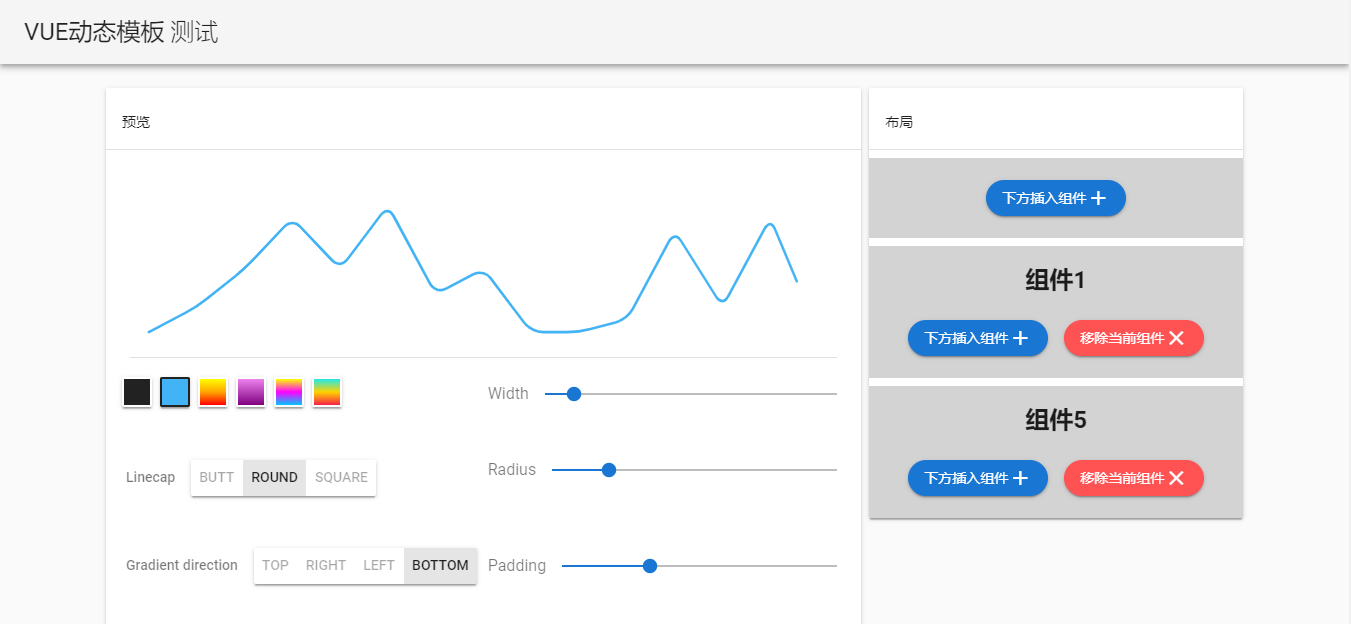 VUE动态模板 测试
预览
Width
Linecap BUTT ROUND SQUARE
Radius
Gradient direction TOP RIGHT LEFT BOTTOM
Padding
布局
下方插入组件
组件1
下方插入组件 移除当前组件
组件5
下方插入组件 移除当前组件